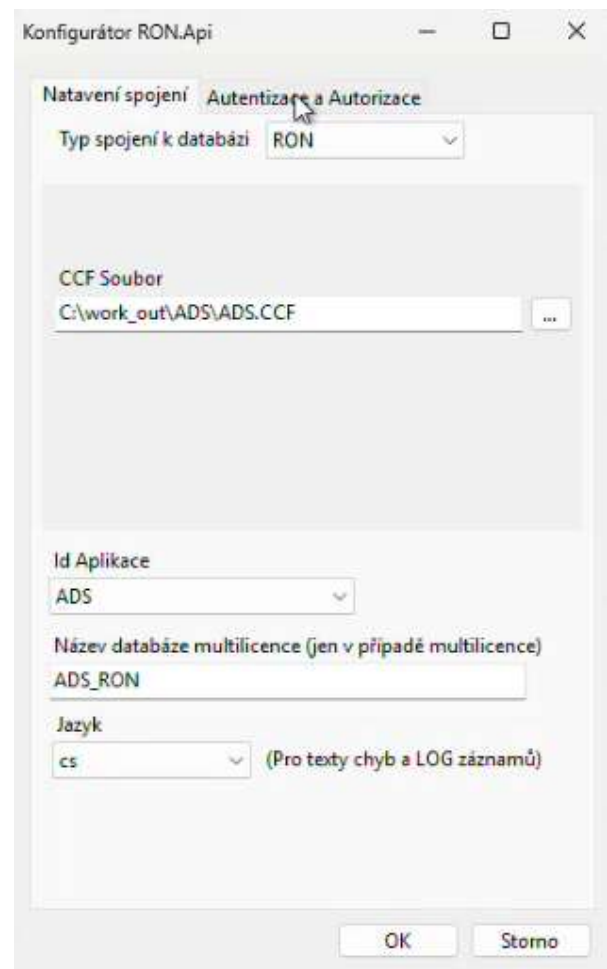 Konfigurátor RON.Api
Natavení spojení Autentizace a Autorizace
Typ spojení k databázi RON
CCF Soubor
C:\work_out\ADS\ADS.CCF ...
Id Aplikace
ADS
Název databáze multilicence (jen v případě multilicence)
ADS_RON
Jazyk
cs (Pro texty chyb a LOG záznamů)
OK Storno